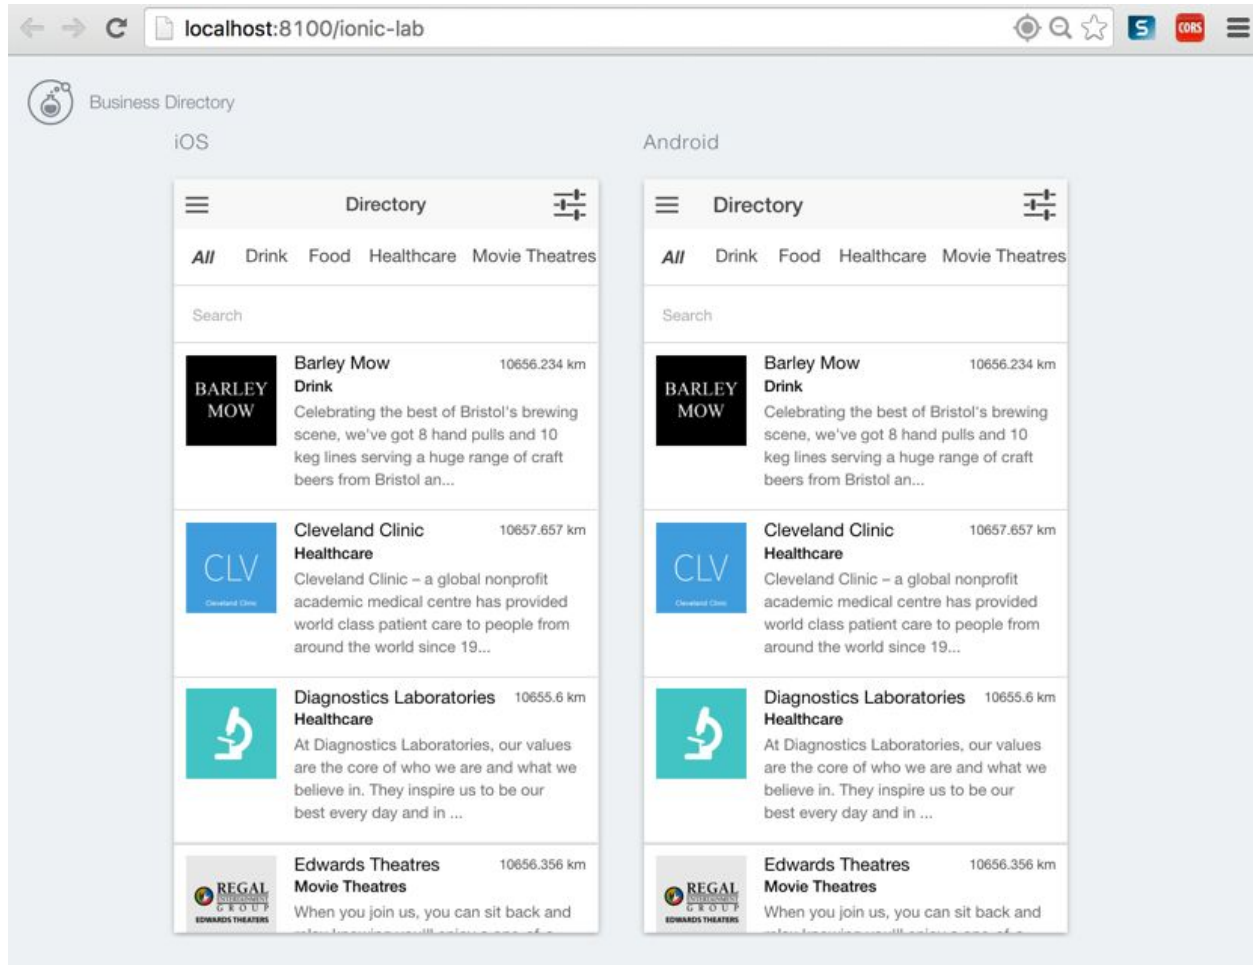 localhost:8100/ionic-lab
S
CORS
Business Directory
iOS
Directory
All Drink Food Healthcare Movie Theatres
Search
BARLEY
MOW
Barley Mow 10656.234 km
Drink
Celebrating the best of Bristol's brewing
scene, we've got 8 hand pulls and 10
keg lines serving a huge range of craft
beers from Bristol an...
CLV
Cleveland Clinic
Cleveland Clinic 10657.657 km
Healthcare
Cleveland Clinic – a global nonprofit
academic medical centre has provided
world class patient care to people from
around the world since 19...
Diagnostics Laboratories 10655.6 km
Healthcare
At Diagnostics Laboratories, our values
are the core of who we are and what we
believe in. They inspire us to be our
best every day and in ...
REGAL
ENTERTAINMENT
GROUP
EDWARDS THEATERS
Edwards Theatres 10656.356 km
Movie Theatres
When you join us, you can sit back and
Android
Directory
All Drink Food Healthcare Movie Theatres
Search
BARLEY
MOW
Barley Mow 10656.234 km
Drink
Celebrating the best of Bristol's brewing
scene, we've got 8 hand pulls and 10
keg lines serving a huge range of craft
beers from Bristol an...
CLV
Cleveland Clinic
Cleveland Clinic 10657.657 km
Healthcare
Cleveland Clinic – a global nonprofit
academic medical centre has provided
world class patient care to people from
around the world since 19...
Diagnostics Laboratories 10655.6 km
Healthcare
At Diagnostics Laboratories, our values
are the core of who we are and what we
believe in. They inspire us to be our
best every day and in ...
REGAL
ENTERTAINMENT
GROUP
EDWARDS THEATERS
Edwards Theatres 10656.356 km
Movie Theatres
When you join us, you can sit back and